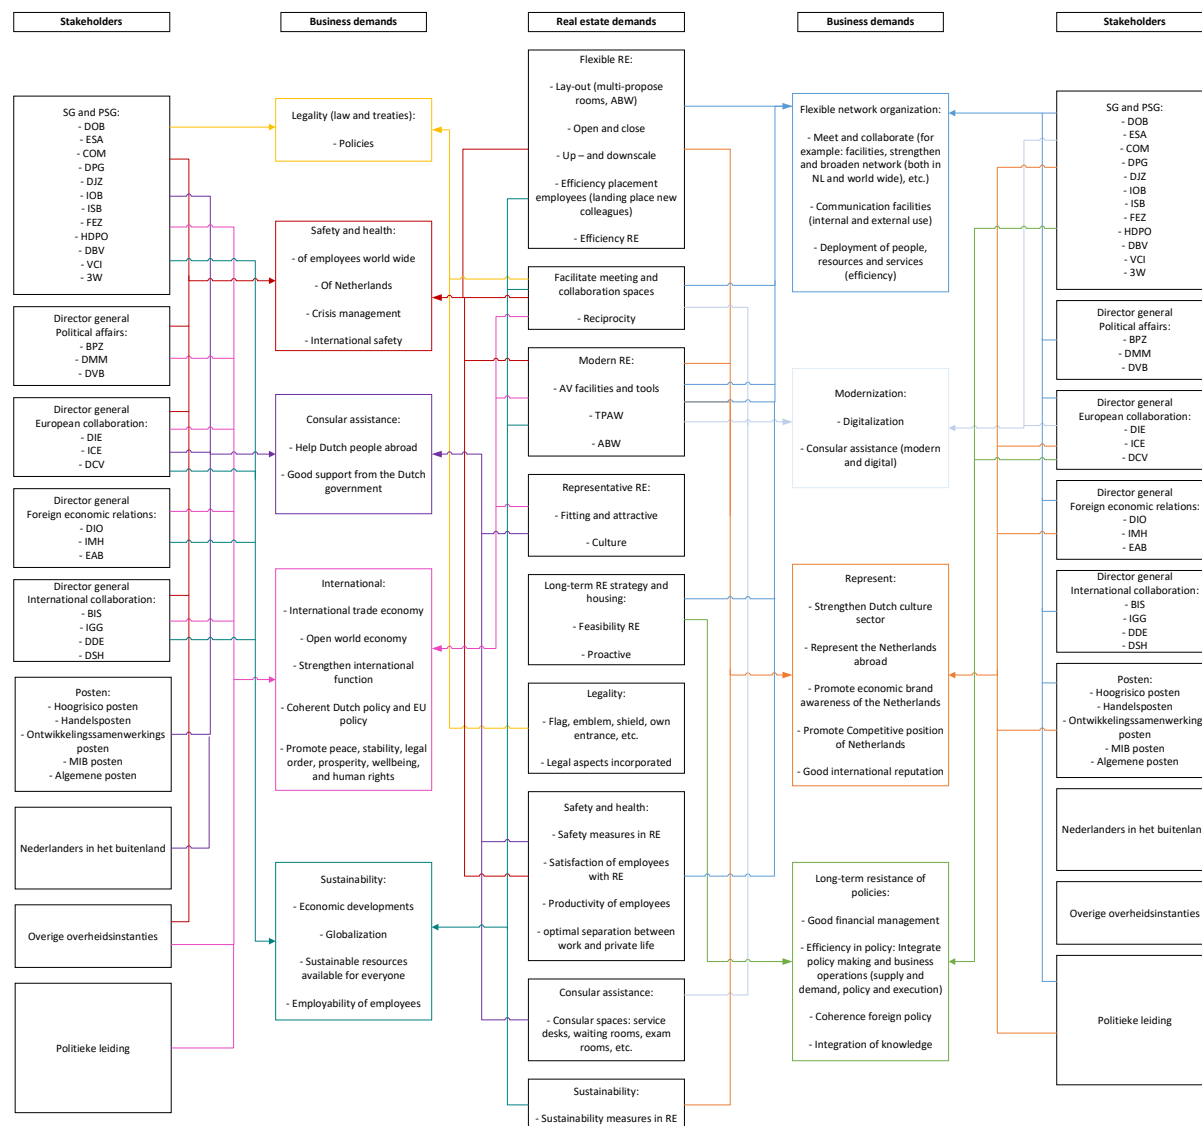 Stakeholders
Business demands
Real estate demands
Business demands
Stakeholders
SG and PSG:
- DOB
- ESA
- COM
- DPG
- DJZ
- IOB
- ISB
- FEZ
- HDPO
- DBV
- VCI
- 3W
Director general
Political affairs:
- BPZ
- DMM
- DVB
Director general
European collaboration:
- DIE
- ICE
- DCV
Director general
Foreign economic relations:
- DIO
- IMH
- EAB
Director general
International collaboration:
- BIS
- IGG
- DDE
- DSH
Posten:
- Hoogrisico posten
- Handelsposten
- Ontwikkelingssamenwerkings
posten
- MIB posten
- Algemene posten
Nederlanders in het buitenland
Overige overheidsinstanties
Politieke leiding
Legality (law and treaties):
- Policies
Safety and health:
- of employees world wide
- Of Netherlands
- Crisis management
- International safety
Consular assistance:
- Help Dutch people abroad
- Good support from the Dutch
government
International:
- International trade economy
- Open world economy
- Strengthen international
function
- Coherent Dutch policy and EU
policy
- Promote peace, stability, legal
order, prosperity, wellbeing,
and human rights
Sustainability:
- Economic developments
- Globalization
- Sustainable resources
available for everyone
- Employability of employees
Flexible RE:
- Lay-out (multi-propose
rooms, ABW)
- Open and close
- Up – and downscale
- Efficiency placement
employees (landing place new
colleagues)
- Efficiency RE
Facilitate meeting and
collaboration spaces
- Reciprocity
Modern RE:
- AV facilities and tools
- TPAW
- ABW
Representative RE:
- Fitting and attractive
- Culture
Long-term RE strategy and
housing:
- Feasibility RE
- Proactive
Legality:
- Flag, emblem, shield, own
entrance, etc.
- Legal aspects incorporated
Safety and health:
- Safety measures in RE
- Satisfaction of employees
with RE
- Productivity of employees
- optimal separation between
work and private life
Consular assistance:
- Consular spaces: service
desks, waiting rooms, exam
rooms, etc.
Sustainability:
- Sustainability measures in RE
Flexible network organization:
- Meet and collaborate (for
example: facilities, strengthen
and broaden network (both in
NL and world wide), etc.)
- Communication facilities
(internal and external use)
- Deployment of people,
resources and services
(efficiency)
Modernization:
- Digitalization
- Consular assistance (modern
and digital)
Represent:
- Strengthen Dutch culture
sector
- Represent the Netherlands
abroad
- Promote economic brand
awareness of the Netherlands
- Promote Competitive position
of Netherlands
- Good international reputation
Long-term resistance of
policies:
- Good financial management
- Efficiency in policy: Integrate
policy making and business
operations (supply and
demand, policy and execution)
- Coherence foreign policy
- Integration of knowledge
SG and PSG:
- DOB
- ESA
- COM
- DPG
- DJZ
- IOB
- ISB
- FEZ
- HDPO
- DBV
- VCI
- 3W
Director general
Political affairs:
- BPZ
- DMM
- DVB
Director general
European collaboration:
- DIE
- ICE
- DCV
Director general
Foreign economic relations:
- DIO
- IMH
- EAB
Director general
International collaboration:
- BIS
- IGG
- DDE
- DSH
Posten:
- Hoogrisico posten
- Handelsposten
- Ontwikkelingssamenwerkings
posten
- MIB posten
- Algemene posten
Nederlanders in het buitenlan
Overige overheidsinstanties
Politieke leiding